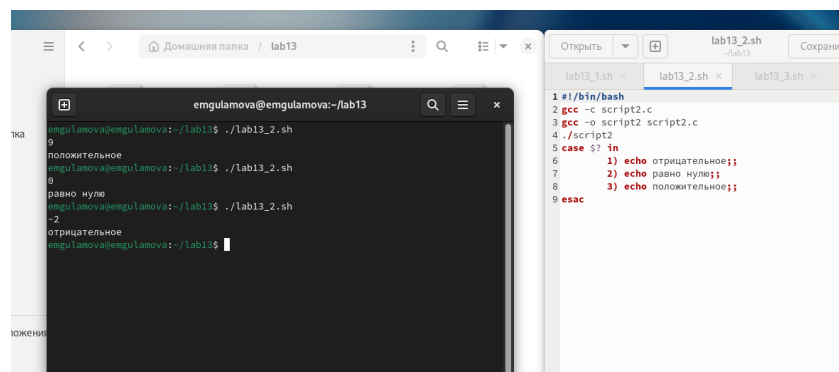 Домашняя папка / lab13
Открыть
lab13_2.sh
~/lab13
Сохрани
lab13_1.sh ×
lab13_2.sh ×
lab13_3.sh ×
emgulamova@emgulamova:~/lab13
пка
ложения
emgulamova@emgulamova:~/lab13$ ./lab13_2.sh
9
положительное
emgulamova@emgulamova:~/lab13$ ./lab13_2.sh
0
равно нулю
emgulamova@emgulamova:~/lab13$ ./lab13_2.sh
-2
отрицательное
emgulamova@emgulamova:~/lab13$
1 #!/bin/bash
2 gcc -c script2.c
3 gcc -o script2 script2.c
4 ./script2
5 case $? in
6 1) echo отрицательное;;
7 2) echo равно нулю;;
8 3) echo положительное;;
9 esac